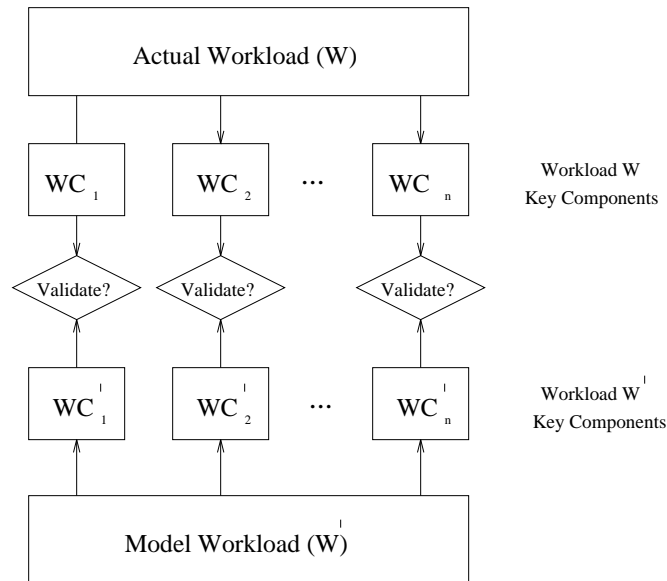 Actual Workload (W)
WC 1 WC 2 ... WC n
Workload W
Key Components
Validate? Validate? Validate?
WC'1 WC'2 ... WC'n
Workload W'
Key Components
Model Workload (W')